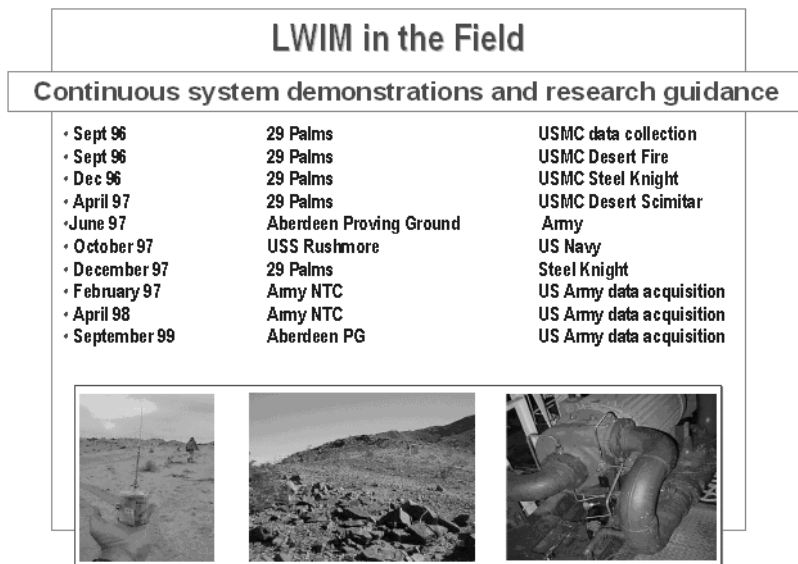 LWIM in the Field
Continuous system demonstrations and research guidance
• Sept 96 29 Palms USMC data collection
• Sept 96 29 Palms USMC Desert Fire
• Dec 96 29 Palms USMC Steel Knight
• April 97 29 Palms USMC Desert Scimitar
•June 97 Aberdeen Proving Ground Army
• October 97 USS Rushmore US Navy
• December 97 29 Palms Steel Knight
• February 97 Army NTC US Army data acquisition
• April 98 Army NTC US Army data acquisition
• September 99 Aberdeen PG US Army data acquisition